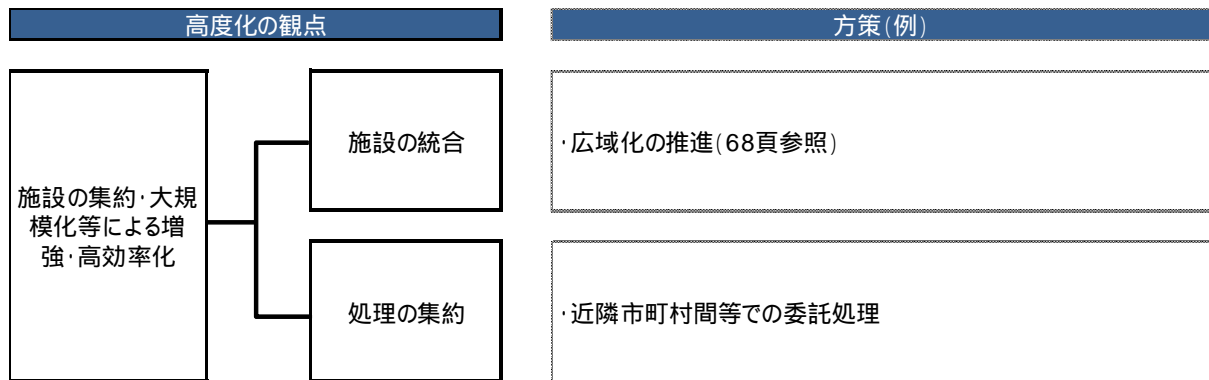 高度化の観点
方策(例)
施設の集約・大規
模化等による増
強・高効率化
施設の統合
・広域化の推進(68頁参照)
処理の集約
・近隣市町村間等での委託処理